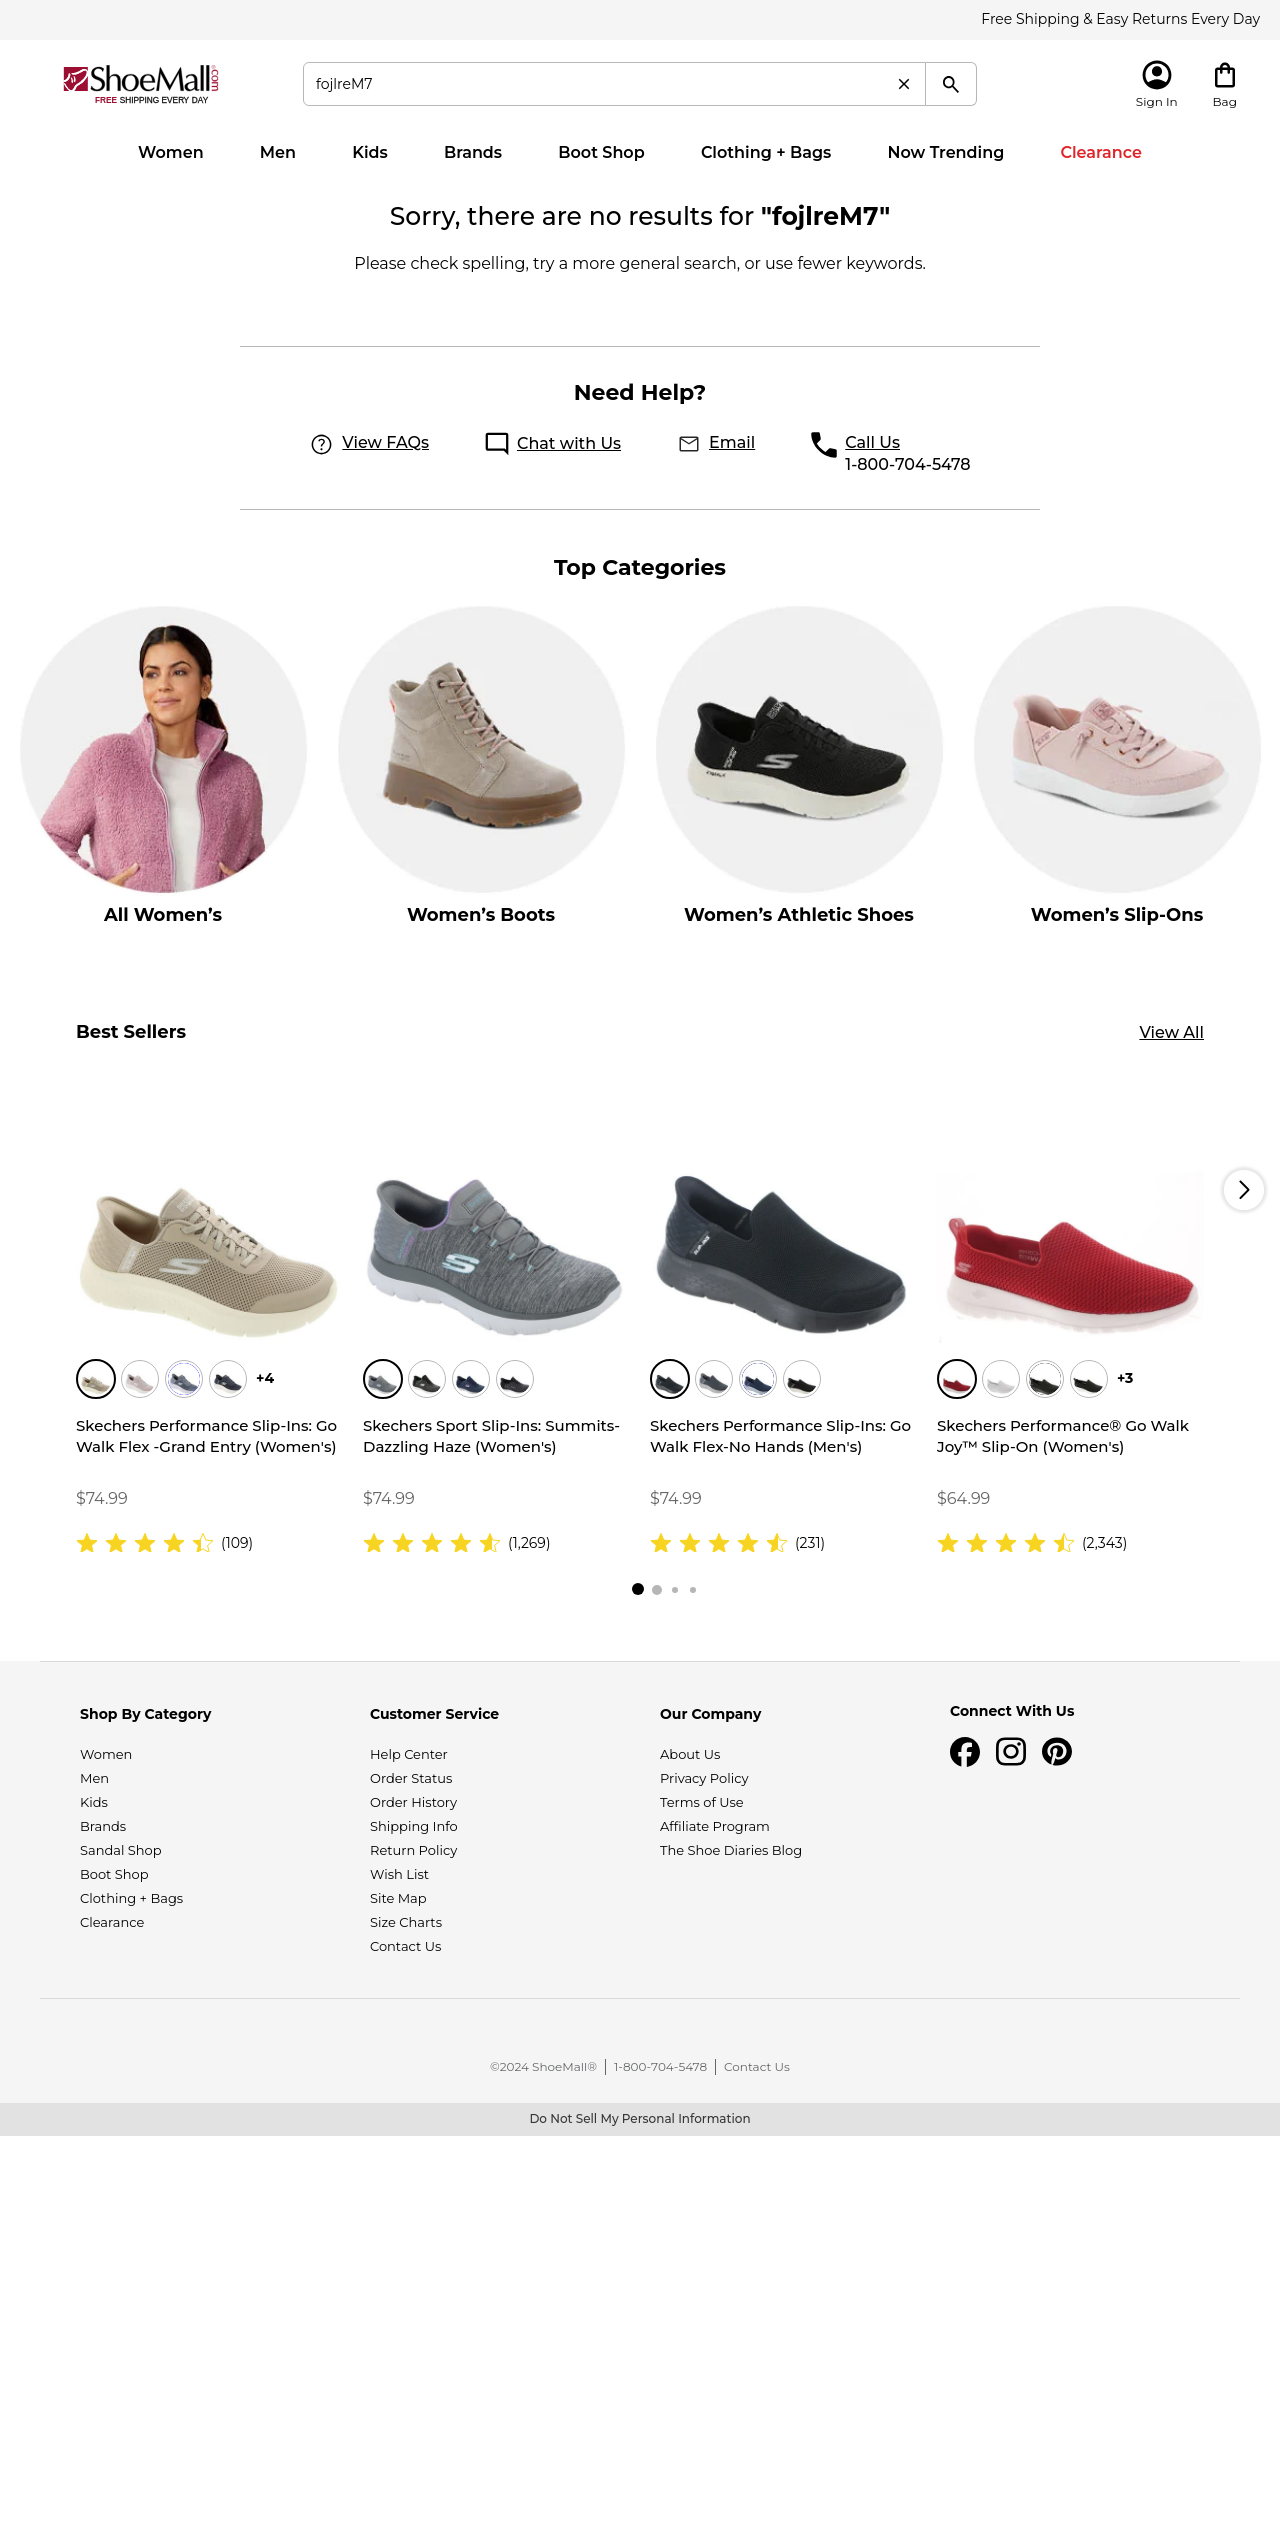 Free Shipping & Easy Returns Every Day
ShoeMall.com
FREE SHIPPING EVERY DAY
fojlreM7
Sign In
Bag
Women Men Kids Brands Boot Shop Clothing + Bags Now Trending Clearance
Sorry, there are no results for "fojlreM7"
Please check spelling, try a more general search, or use fewer keywords.
Need Help?
View FAQs Chat with Us Email Call Us
1-800-704-5478
Top Categories
All Women’s Women’s Boots Women’s Athletic Shoes Women’s Slip-Ons
Best Sellers View All
+4 +3
Skechers Performance Slip-Ins: Go
Walk Flex -Grand Entry (Women's)
$74.99
(109)
Skechers Sport Slip-Ins: Summits-
Dazzling Haze (Women's)
$74.99
(1,269)
Skechers Performance Slip-Ins: Go
Walk Flex-No Hands (Men's)
$74.99
(231)
Skechers Performance® Go Walk
Joy™ Slip-On (Women's)
$64.99
(2,343)
Shop By Category
Women
Men
Kids
Brands
Sandal Shop
Boot Shop
Clothing + Bags
Clearance
Customer Service
Help Center
Order Status
Order History
Shipping Info
Return Policy
Wish List
Site Map
Size Charts
Contact Us
Our Company
About Us
Privacy Policy
Terms of Use
Affiliate Program
The Shoe Diaries Blog
Connect With Us
©2024 ShoeMall® | 1-800-704-5478 | Contact Us
Do Not Sell My Personal Information